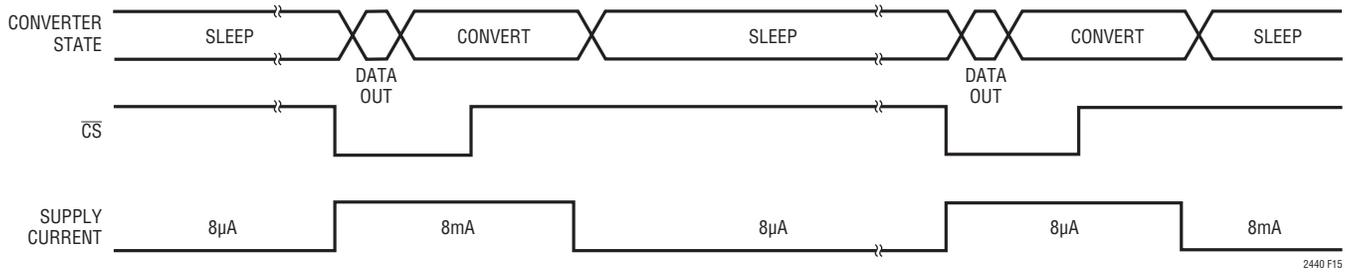 CONVERTER
STATE
SLEEP
CONVERT
SLEEP
CONVERT
SLEEP
DATA
OUT
DATA
OUT
CS
SUPPLY
CURRENT
8µA
8mA
8µA
8µA
8mA
2440 F15